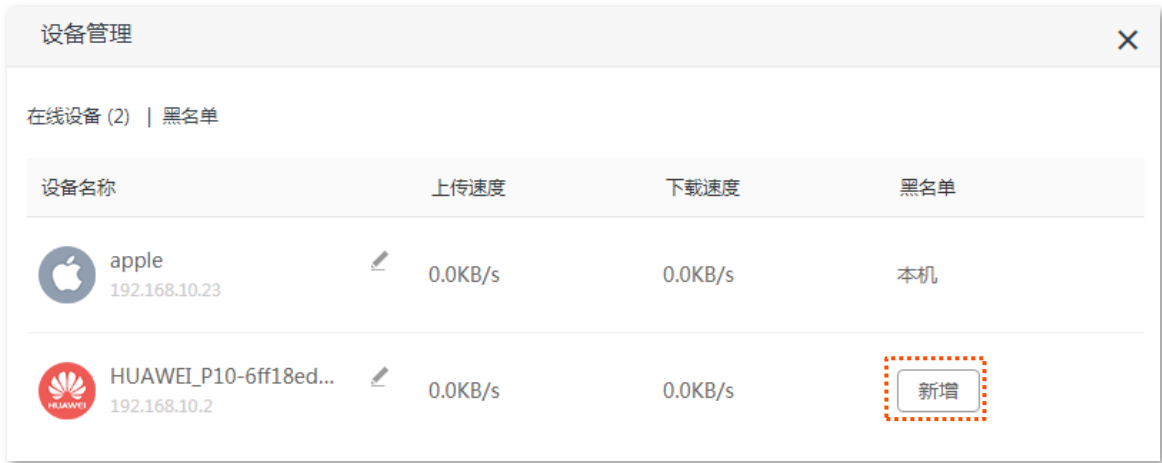 设备管理
在线设备 (2) | 黑名单
设备名称 上传速度 下载速度 黑名单
apple
192.168.10.23
0.0KB/s 0.0KB/s 本机
HUAWEI_P10-6ff18ed...
192.168.10.2
HUAWEI
0.0KB/s 0.0KB/s 新增